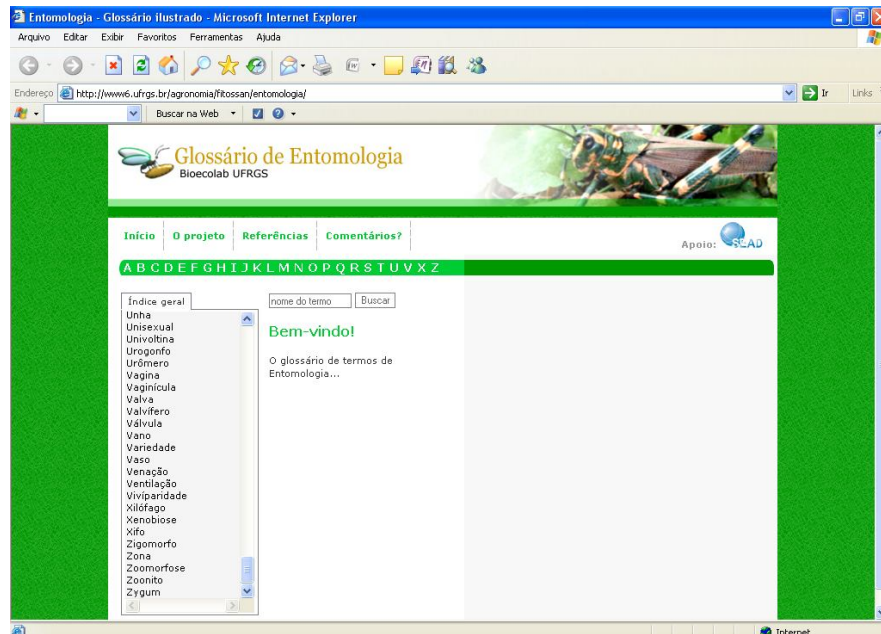 Entomologia - Glossário ilustrado - Microsoft Internet Explorer
Arquivo Editar Exibir Favoritos Ferramentas Ajuda
Endereço http://www6.ufrgs.br/agronomia/fitossan/entomologia/ Ir Links
Buscar na Web
Glossário de Entomologia
Bioecolab UFRGS
Início O projeto Referências Comentários?
Apoio: SEAD
A B C D E F G H I J K L M N O P Q R S T U V X Z
Índice geral
nome do termo Buscar
Bem-vindo!
O glossário de termos de
Entomologia...
Unha
Unisexual
Univoltina
Urogonfo
Urômero
Vagina
Vaginícula
Valva
Valvífero
Válvula
Vano
Variedade
Vaso
Venação
Ventilação
Viviparidade
Xilófago
Xenobiose
Xifo
Zigomorfo
Zona
Zoomorfose
Zoonito
Zygum
Internet